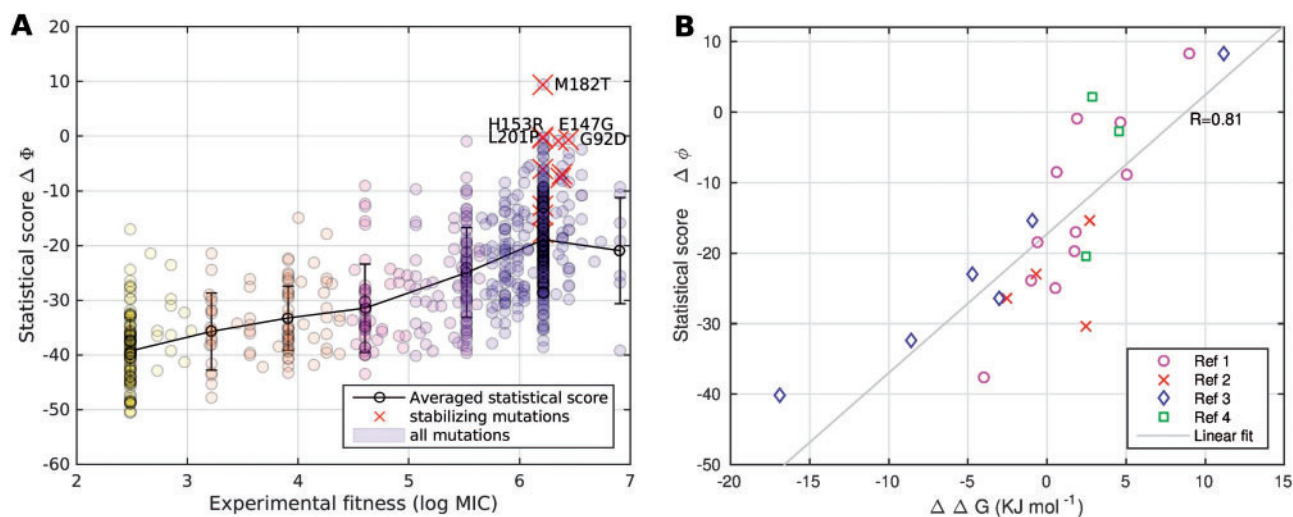 A
20
10
0
-10
-20
-30
-40
-50
-60
Statistical score Δ Φ
M182T
H153R E147G
L201P G92D
Averaged statistical score
stabilizing mutations
all mutations
2 3 4 5 6 7
Experimental fitness (log MIC)
B
10
0
-10
-20
-30
-40
-50
Statistical score Δ ϕ
R=0.81
Ref 1
Ref 2
Ref 3
Ref 4
Linear fit
-20 -15 -10 -5 0 5 10 15
Δ Δ G (KJ mol -1)